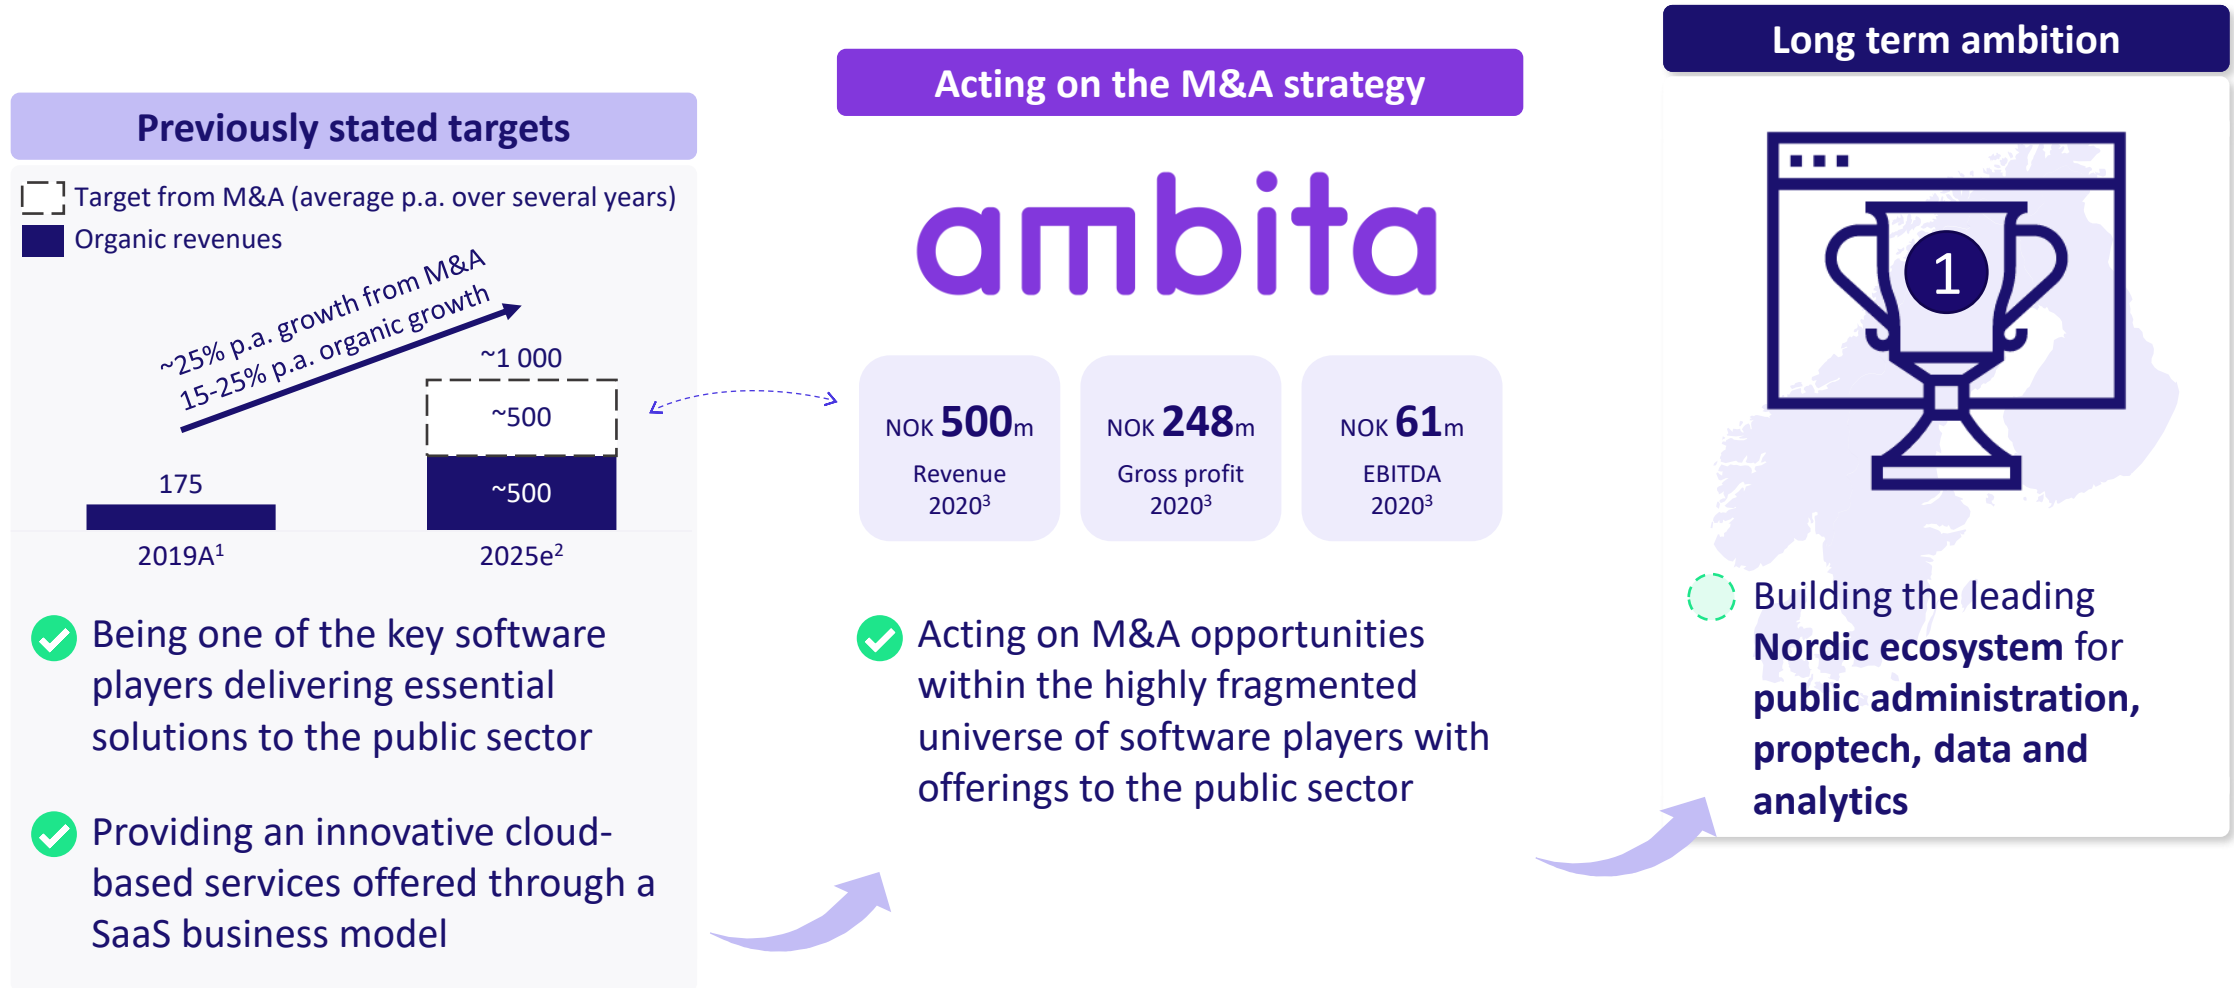 Previously stated targets
Target from M&A (average p.a. over several years)
Organic revenues
~25% p.a. growth from M&A
15-25% p.a. organic growth
~1 000
~500
175
~500
2019A¹
2025e²
Being one of the key software
players delivering essential
solutions to the public sector
Providing an innovative cloud-
based services offered through a
SaaS business model
Acting on the M&A strategy
ambita
NOK 500m
Revenue
2020³
NOK 248m
Gross profit
2020³
NOK 61m
EBITDA
2020³
Acting on M&A opportunities
within the highly fragmented
universe of software players with
offerings to the public sector
Long term ambition
1
Building the leading
Nordic ecosystem for
public administration,
proptech, data and
analytics